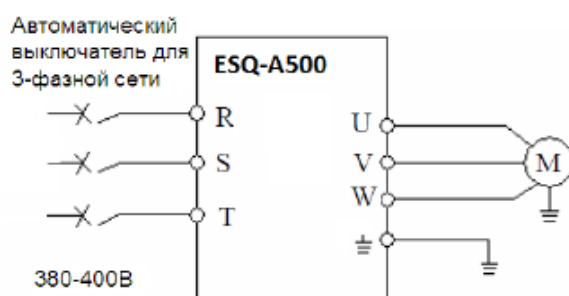 Автоматический
выключатель для
3-фазной сети
ESQ-A500
R
S
T
U
V
W
M
380-400В